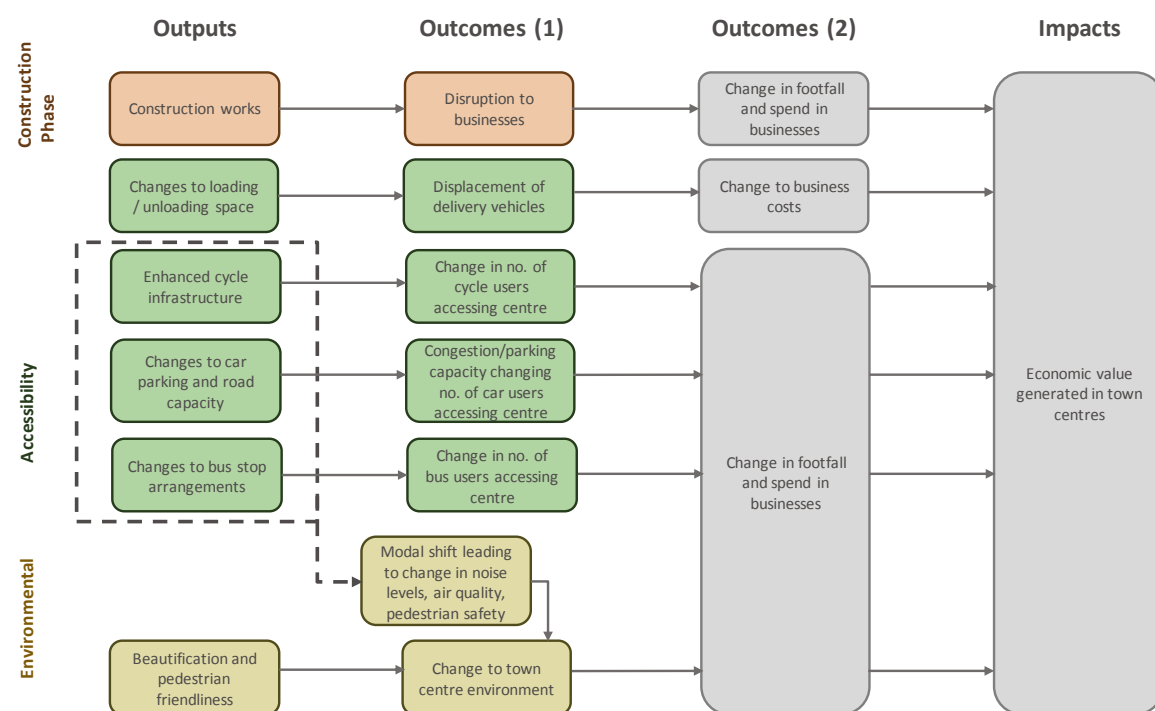 Outputs
Outcomes (1)
Outcomes (2)
Impacts
Construction
Phase
Construction works
Disruption to
businesses
Change in footfall
and spend in
businesses
Changes to loading
/ unloading space
Displacement of
delivery vehicles
Change to business
costs
Accessibility
Enhanced cycle
infrastructure
Change in no. of
cycle users
accessing centre
Changes to car
parking and road
capacity
Congestion/parking
capacity changing
no. of car users
accessing centre
Economic value
generated in town
centres
Changes to bus stop
arrangements
Change in no. of
bus users accessing
centre
Change in footfall
and spend in
businesses
Environmental
Modal shift leading
to change in noise
levels, air quality,
pedestrian safety
Beautification and
pedestrian
friendliness
Change to town
centre environment